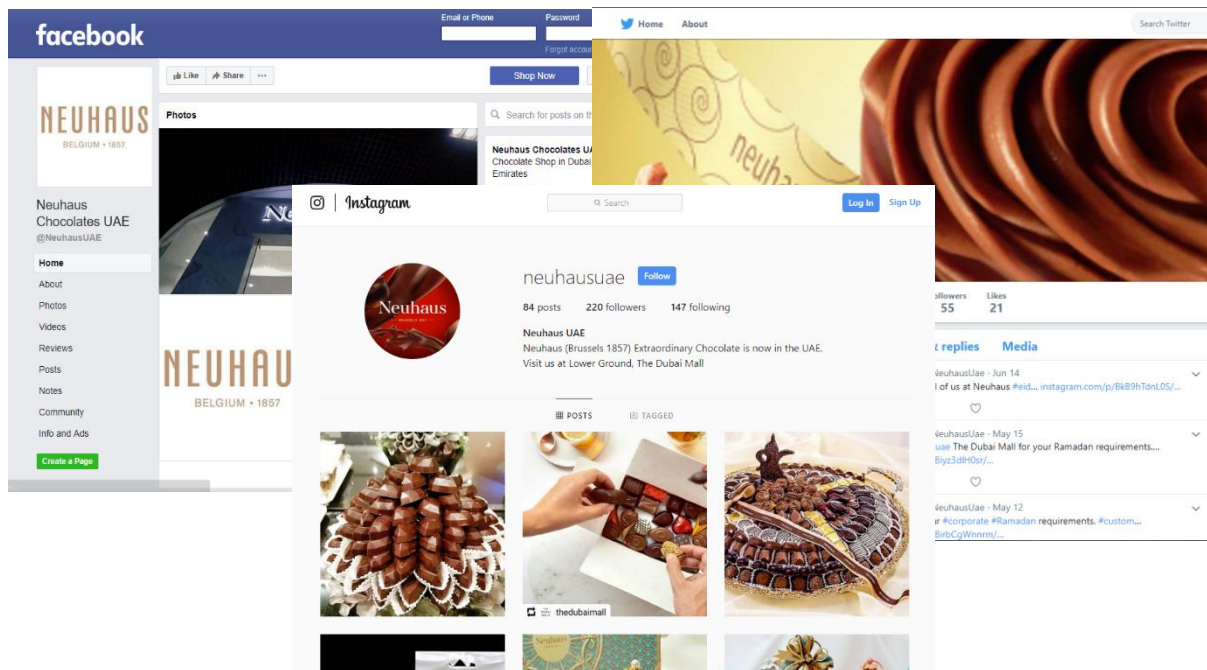 facebook
Email or Phone
Password
Forgot accou
NEUHAUS
BELGIUM • 1857
Neuhaus
Chocolates UAE
@NeuhausUAE
Home
About
Photos
Videos
Reviews
Posts
Notes
Community
Info and Ads
Create a Page
Like
Share
Shop Now
Photos
Search for posts on th
Neuhaus Chocolates UA
Chocolate Shop in Dubai
Emirates
Ne
NEUHAU
BELGIUM • 1857
Home
About
Search Twitter
neuha
ollowers
55
Likes
21
replies
Media
NeuhausUae - Jun 14
l of us at Neuhaus #eid... instagram.com/p/BkB9hTdnL0S/...
NeuhausUae - May 15
uae The Dubai Mall for your Ramadan requirements....
Biyz3dlH0sr/...
NeuhausUae - May 12
r #corporate #Ramadan requirements. #custom...
BirbCgWnnrm/...
Instagram
Search
Log In
Sign Up
Neuhaus
neuhausuae
Follow
84 posts
220 followers
147 following
Neuhaus UAE
Neuhaus (Brussels 1857) Extraordinary Chocolate is now in the UAE.
Visit us at Lower Ground, The Dubai Mall
POSTS
TAGGED
thedubaimall
Neuhaus